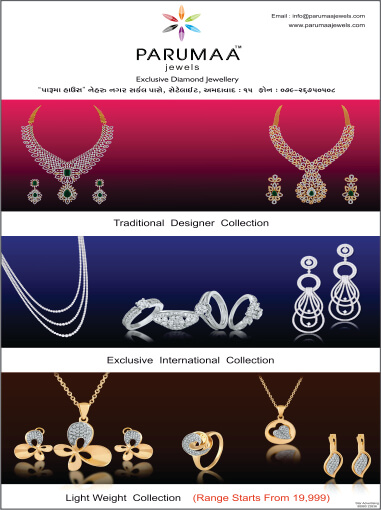 Email : info@parumaajewels.com
www.parumaajewels.com
PARUMAA™
jewels
Exclusive Diamond Jewellery
"પારૂમા હાઉસ" નેહરુ નગર સર્કલ પાસે, સેટેલાઈટ, અમદાવાદ : ૧૫ ફોન : ૦૭૯-૨૬૭૫૦૫૦૮
Traditional Designer Collection
Exclusive International Collection
Light Weight Collection (Range Starts From 19,999)